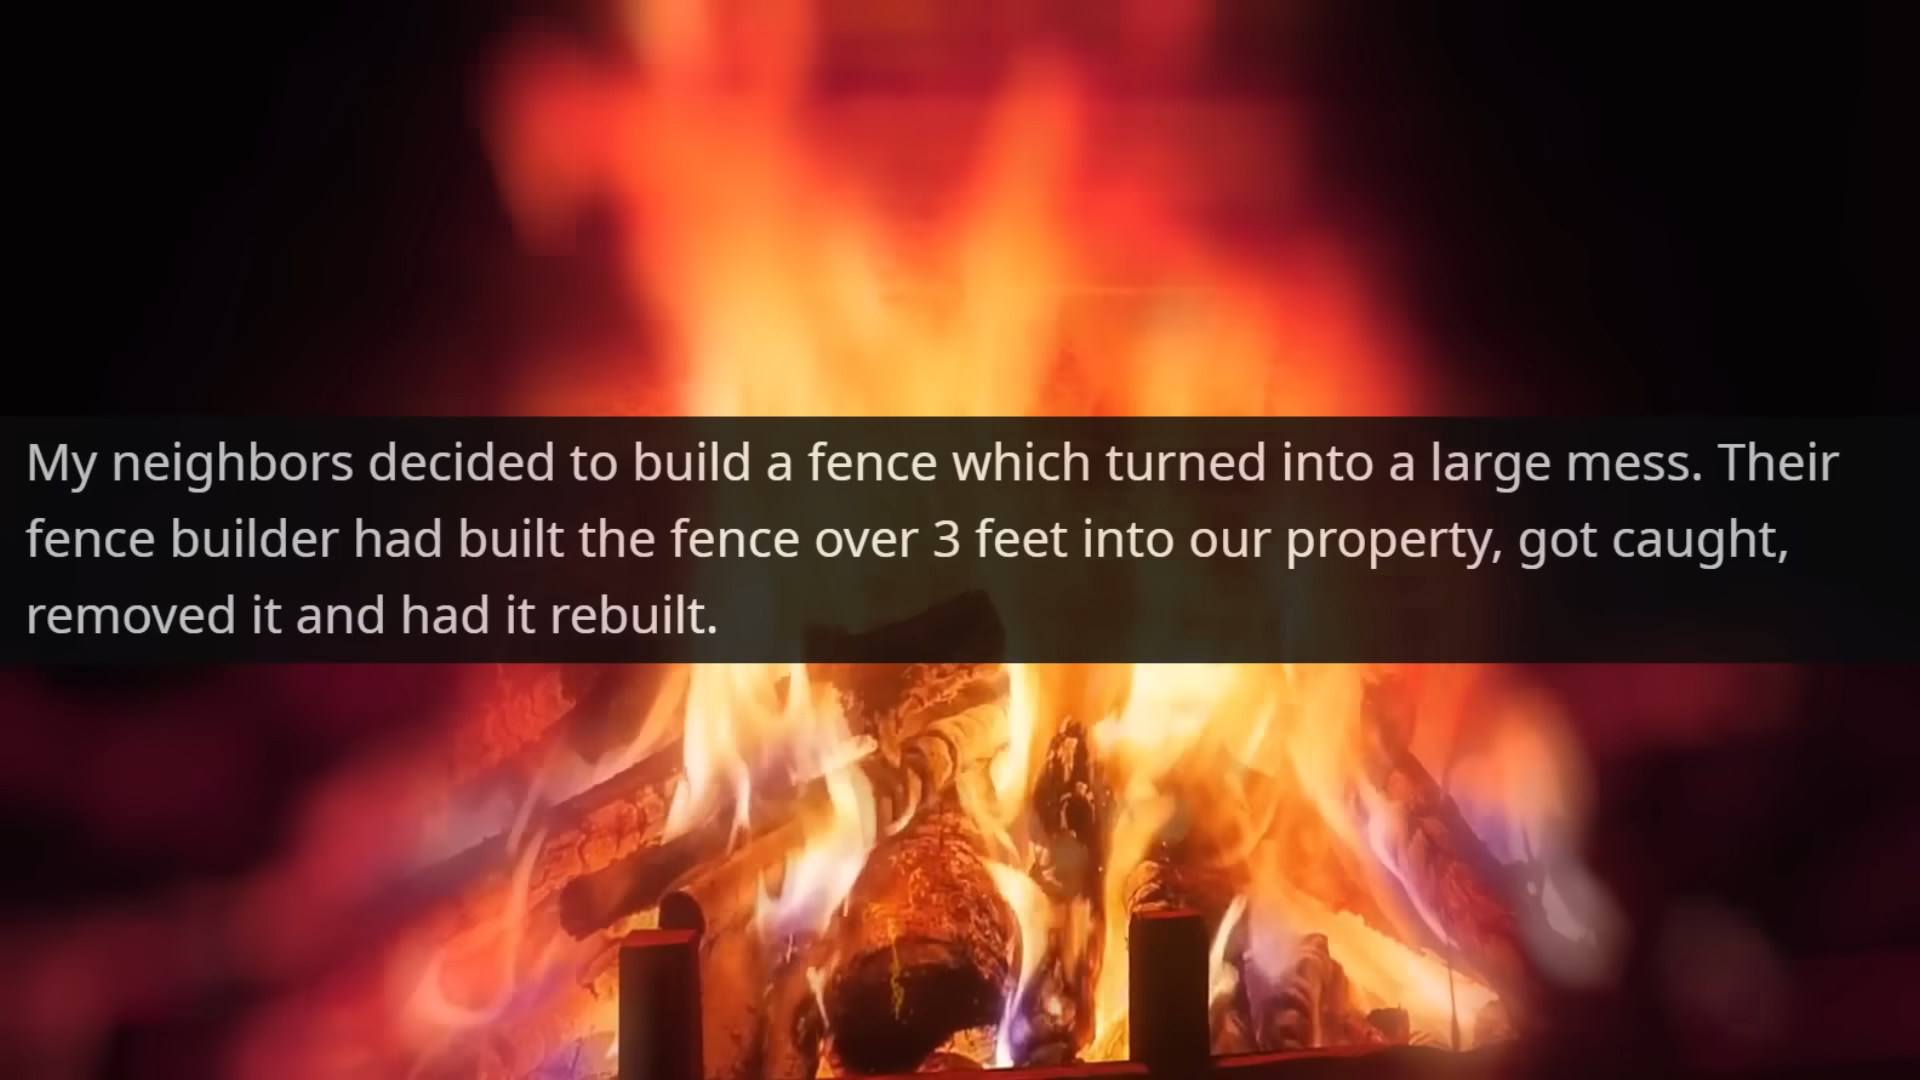 My neighbors decided to build a fence which turned into a large mess. Their
fence builder had built the fence over 3 feet into our property, got caught,
removed it and had it rebuilt.